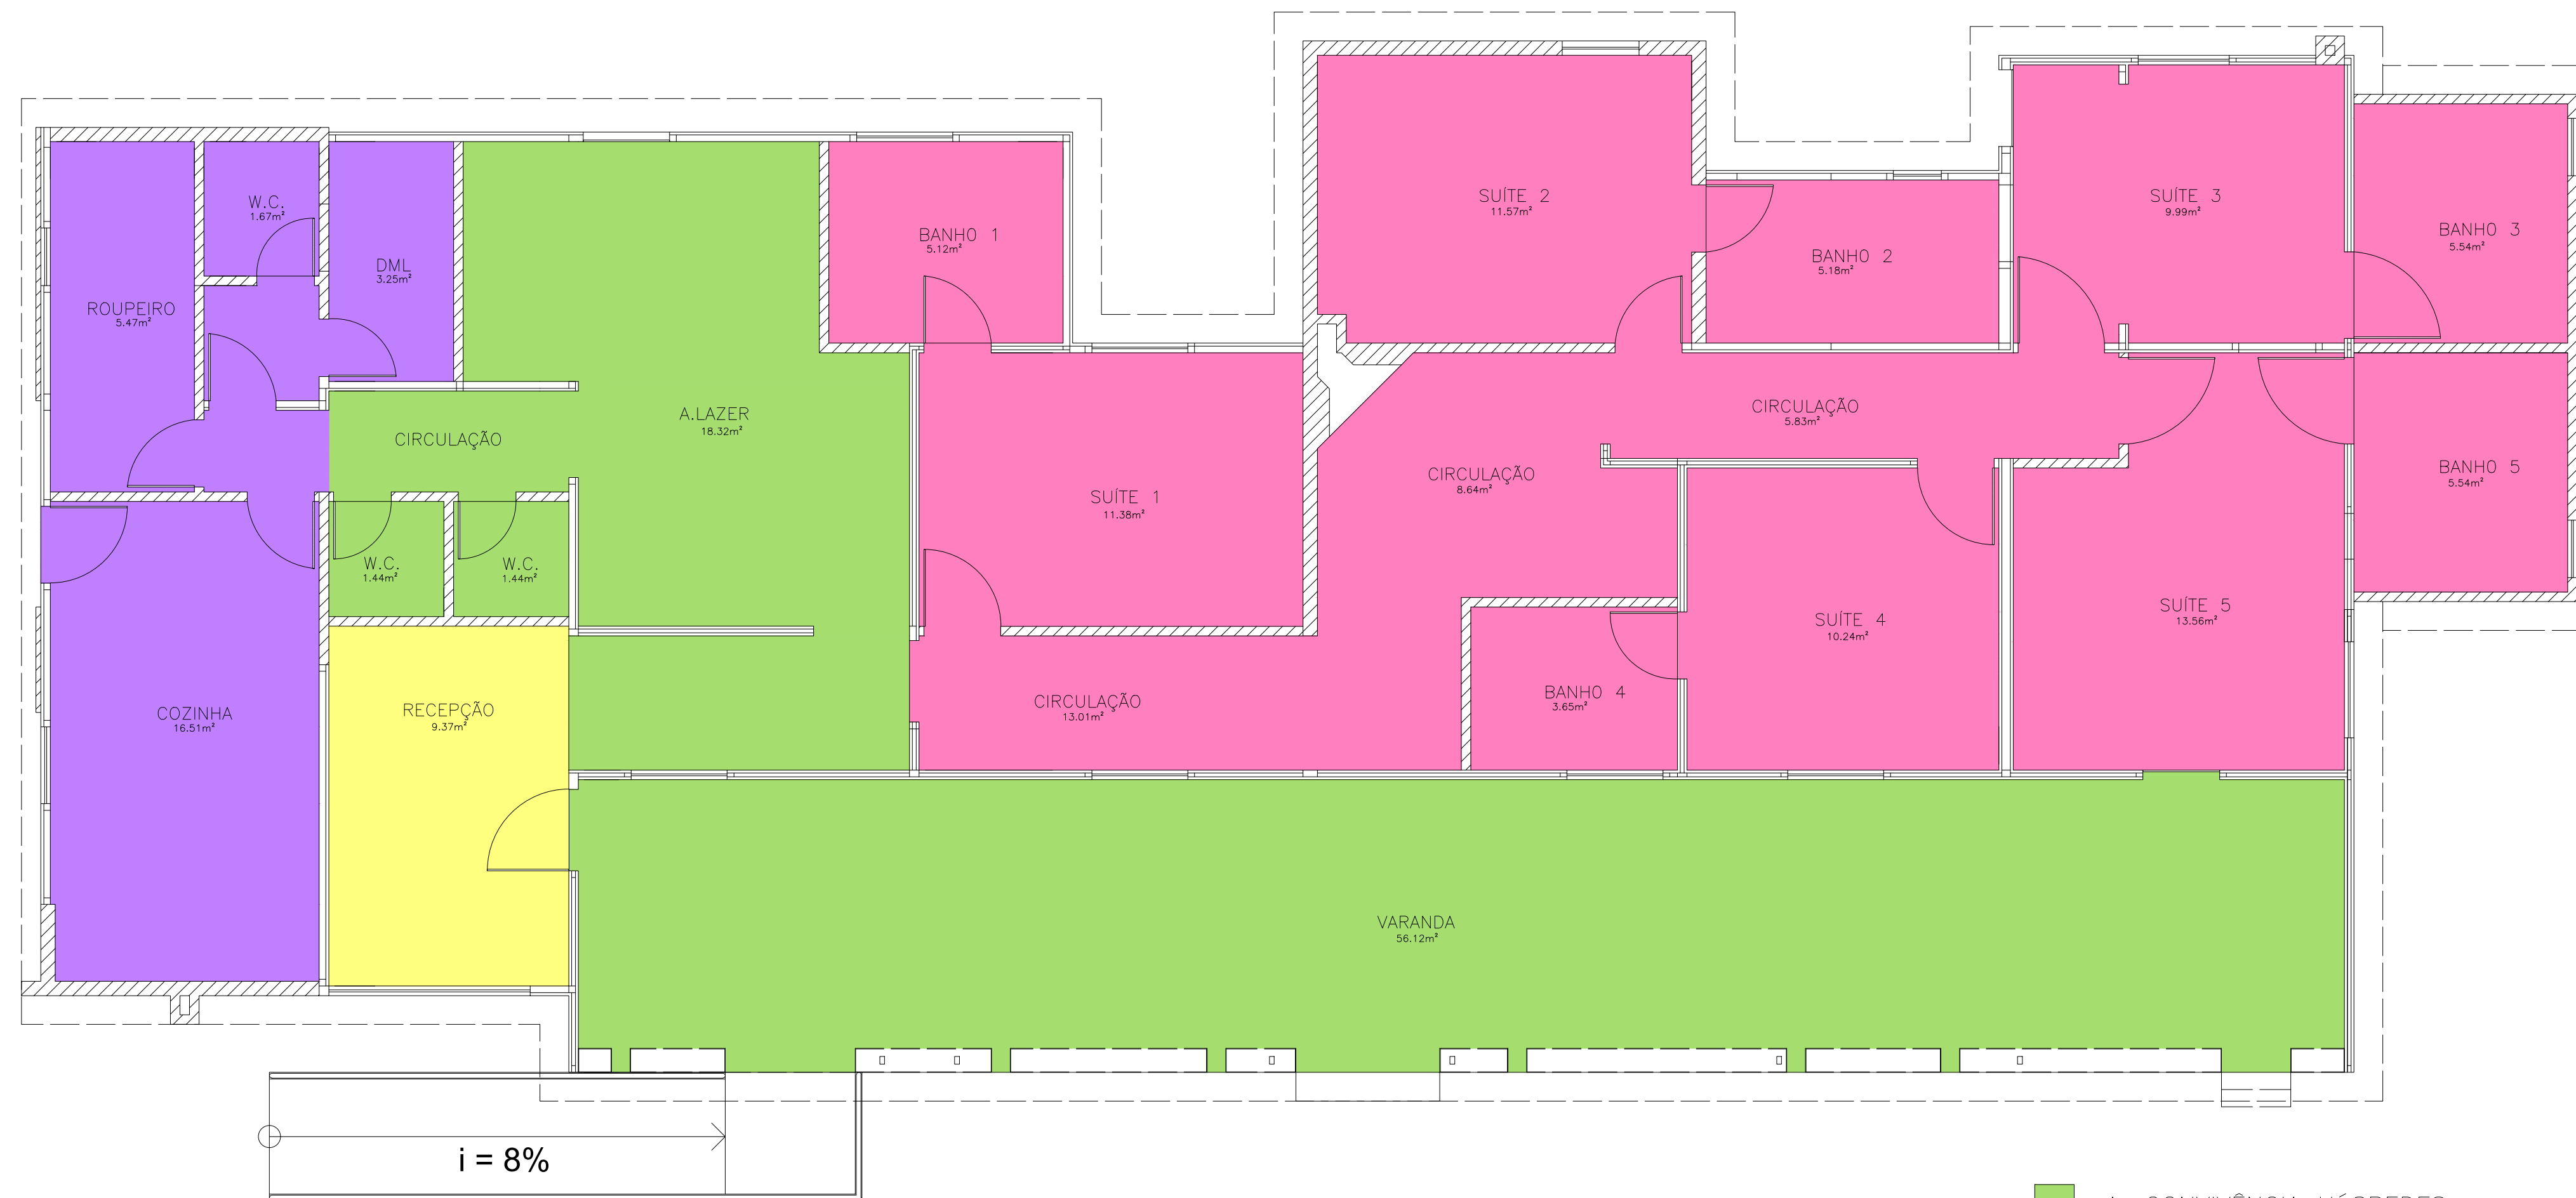 SUÍTE 2
11.57m²
SUÍTE 3
9.99m²
W.C.
1.67m²
BANHO 1
5.12m²
BANHO 3
5.54m²
DML
3.25m²
BANHO 2
5.18m²
ROUPEIRO
5.47m²
A.LAZER
18.32m²
CIRCULAÇÃO
5.83m²
CIRCULAÇÃO
CIRCULAÇÃO
8.64m²
BANHO 5
5.54m²
SUÍTE 1
11.38m²
W.C.
1.44m²
W.C.
1.44m²
SUÍTE 4
10.24m²
SUÍTE 5
13.56m²
COZINHA
16.51m²
RECEPÇÃO
9.37m²
CIRCULAÇÃO
13.01m²
BANHO 4
3.65m²
VARANDA
56.12m²
i = 8%